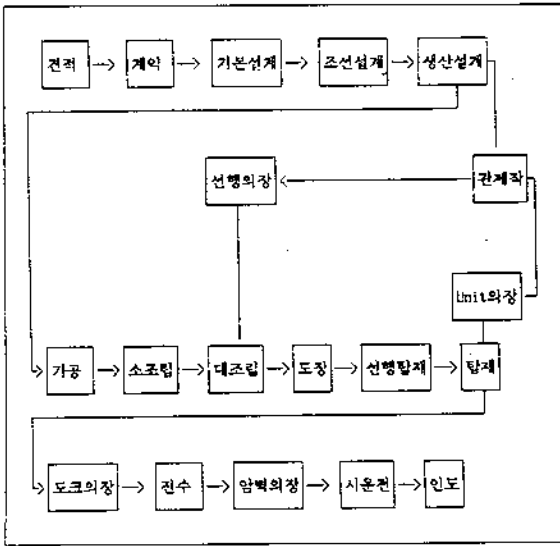 견적
계약
기본설계
조선설계
생산설계
선행의장
관제작
Unit의장
가공
소조립
대조립
도장
선행탑재
탑재
도크의장
진수
암벽의장
시운전
인도